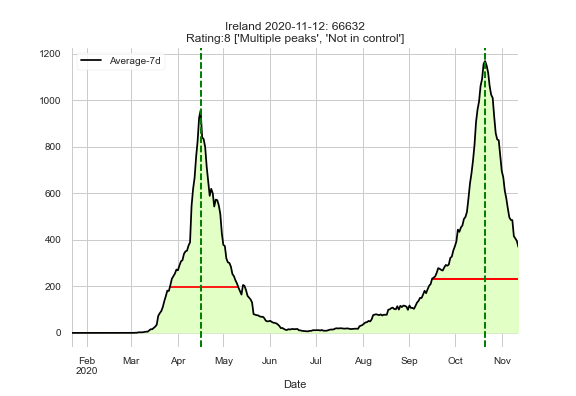 Ireland 2020-11-12: 66632
Rating:8 ['Multiple peaks', 'Not in control']
Average-7d
1200
1000
800
600
400
200
0
Feb Mar Apr May Jun Jul Aug Sep Oct Nov
2020
Date